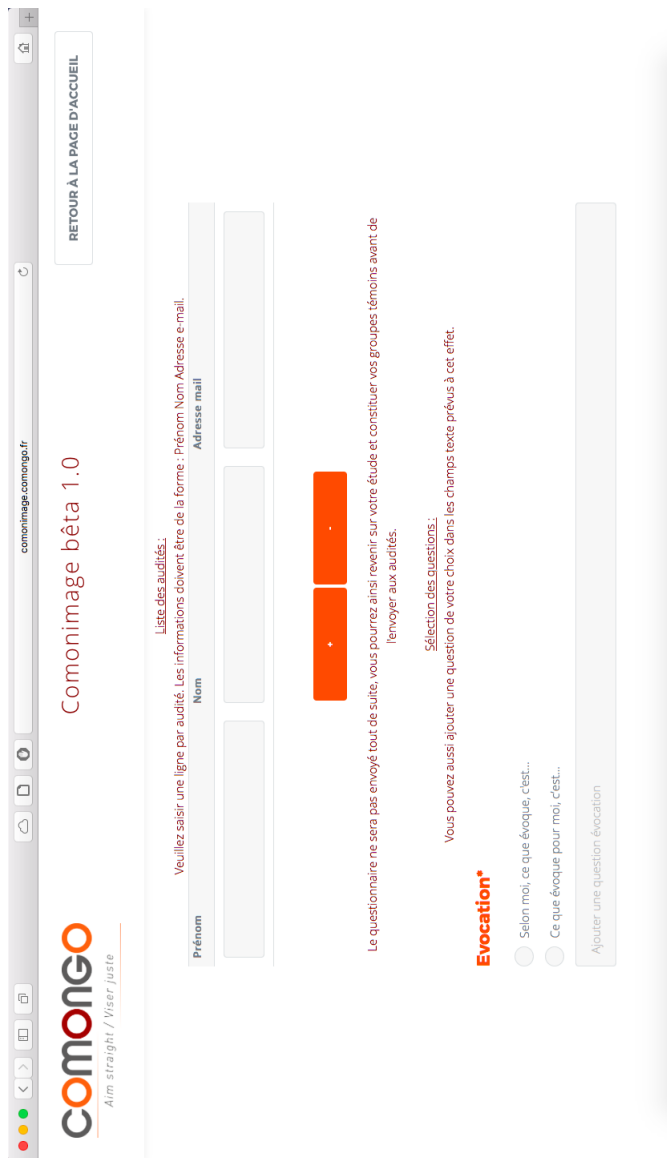 comonimage.comongo.fr
COMONGO
Aim straight / Viser juste
Comonimage bêta 1.0
RETOUR À LA PAGE D'ACCUEIL
Liste des audités :
Veuillez saisir une ligne par audité. Les informations doivent être de la forme : Prénom Nom Adresse e-mail.
Prénom Nom Adresse mail
+ -
Le questionnaire ne sera pas envoyé tout de suite, vous pourrez ainsi revenir sur votre étude et constituer vos groupes témoins avant de
l'envoyer aux audités.
Sélection des questions :
Vous pouvez aussi ajouter une question de votre choix dans les champs texte prévus à cet effet.
Evocation*
Selon moi, ce que évoque, c'est...
Ce que évoque pour moi, c'est...
Ajouter une question évocation